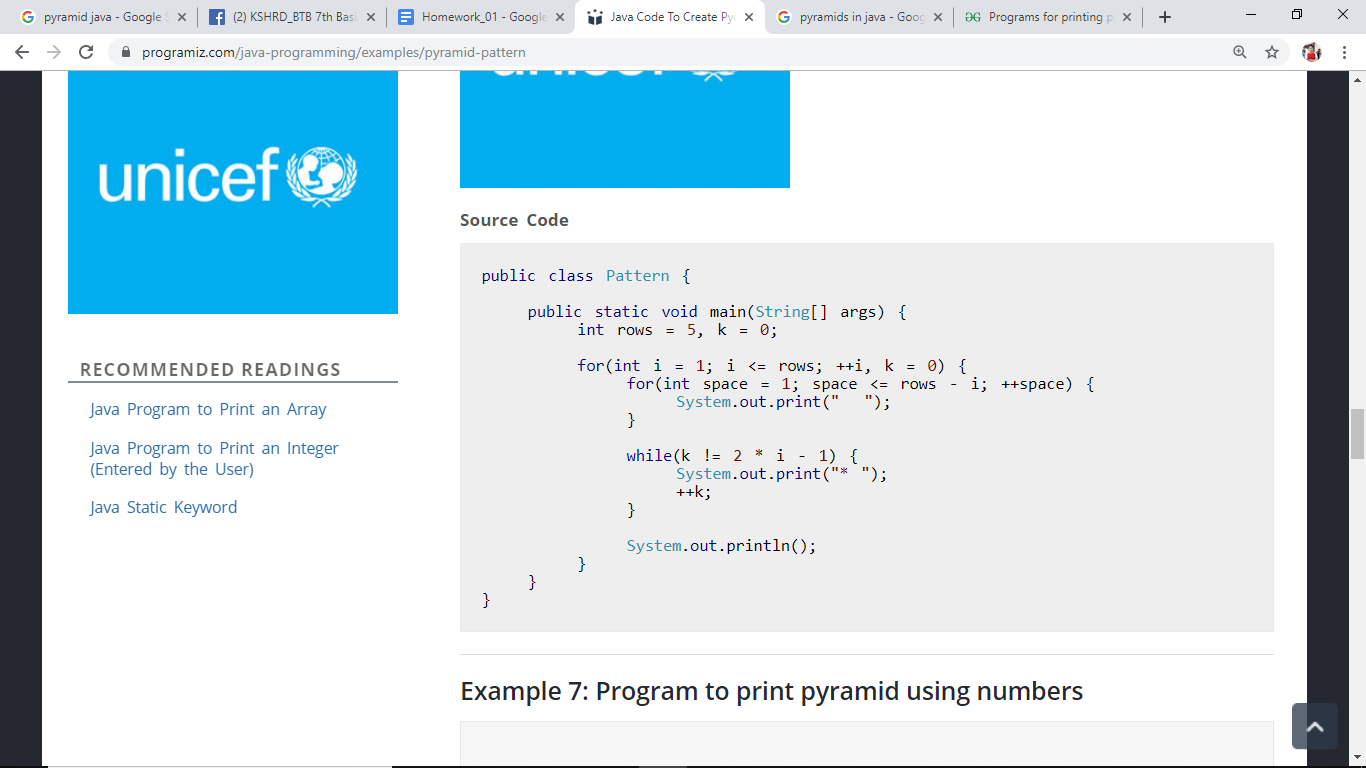 pyramid java - Google S
(2) KSHRD_BTB 7th Basi
Homework_01 - Google
Java Code To Create Py
pyramids in java - Goog
Programs for printing p
programiz.com/java-programming/examples/pyramid-pattern
unicef
RECOMMENDED READINGS
Java Program to Print an Array
Java Program to Print an Integer
(Entered by the User)
Java Static Keyword
Source Code
public class Pattern {
public static void main(String[] args) {
int rows = 5, k = 0;
for(int i = 1; i <= rows; ++i, k = 0) {
for(int space = 1; space <= rows - i; ++space) {
System.out.print("  ");
}
while(k != 2 * i - 1) {
System.out.print("* ");
++k;
}
System.out.println();
}
}
}
Example 7: Program to print pyramid using numbers